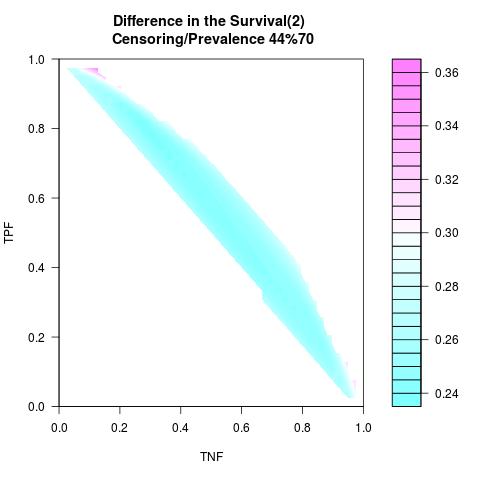 Difference in the Survival(2)
Censoring/Prevalence 44%70
TPF
1.0
0.8
0.6
0.4
0.2
0.0
0.0 0.2 0.4 0.6 0.8 1.0
TNF
0.36
0.34
0.32
0.30
0.28
0.26
0.24